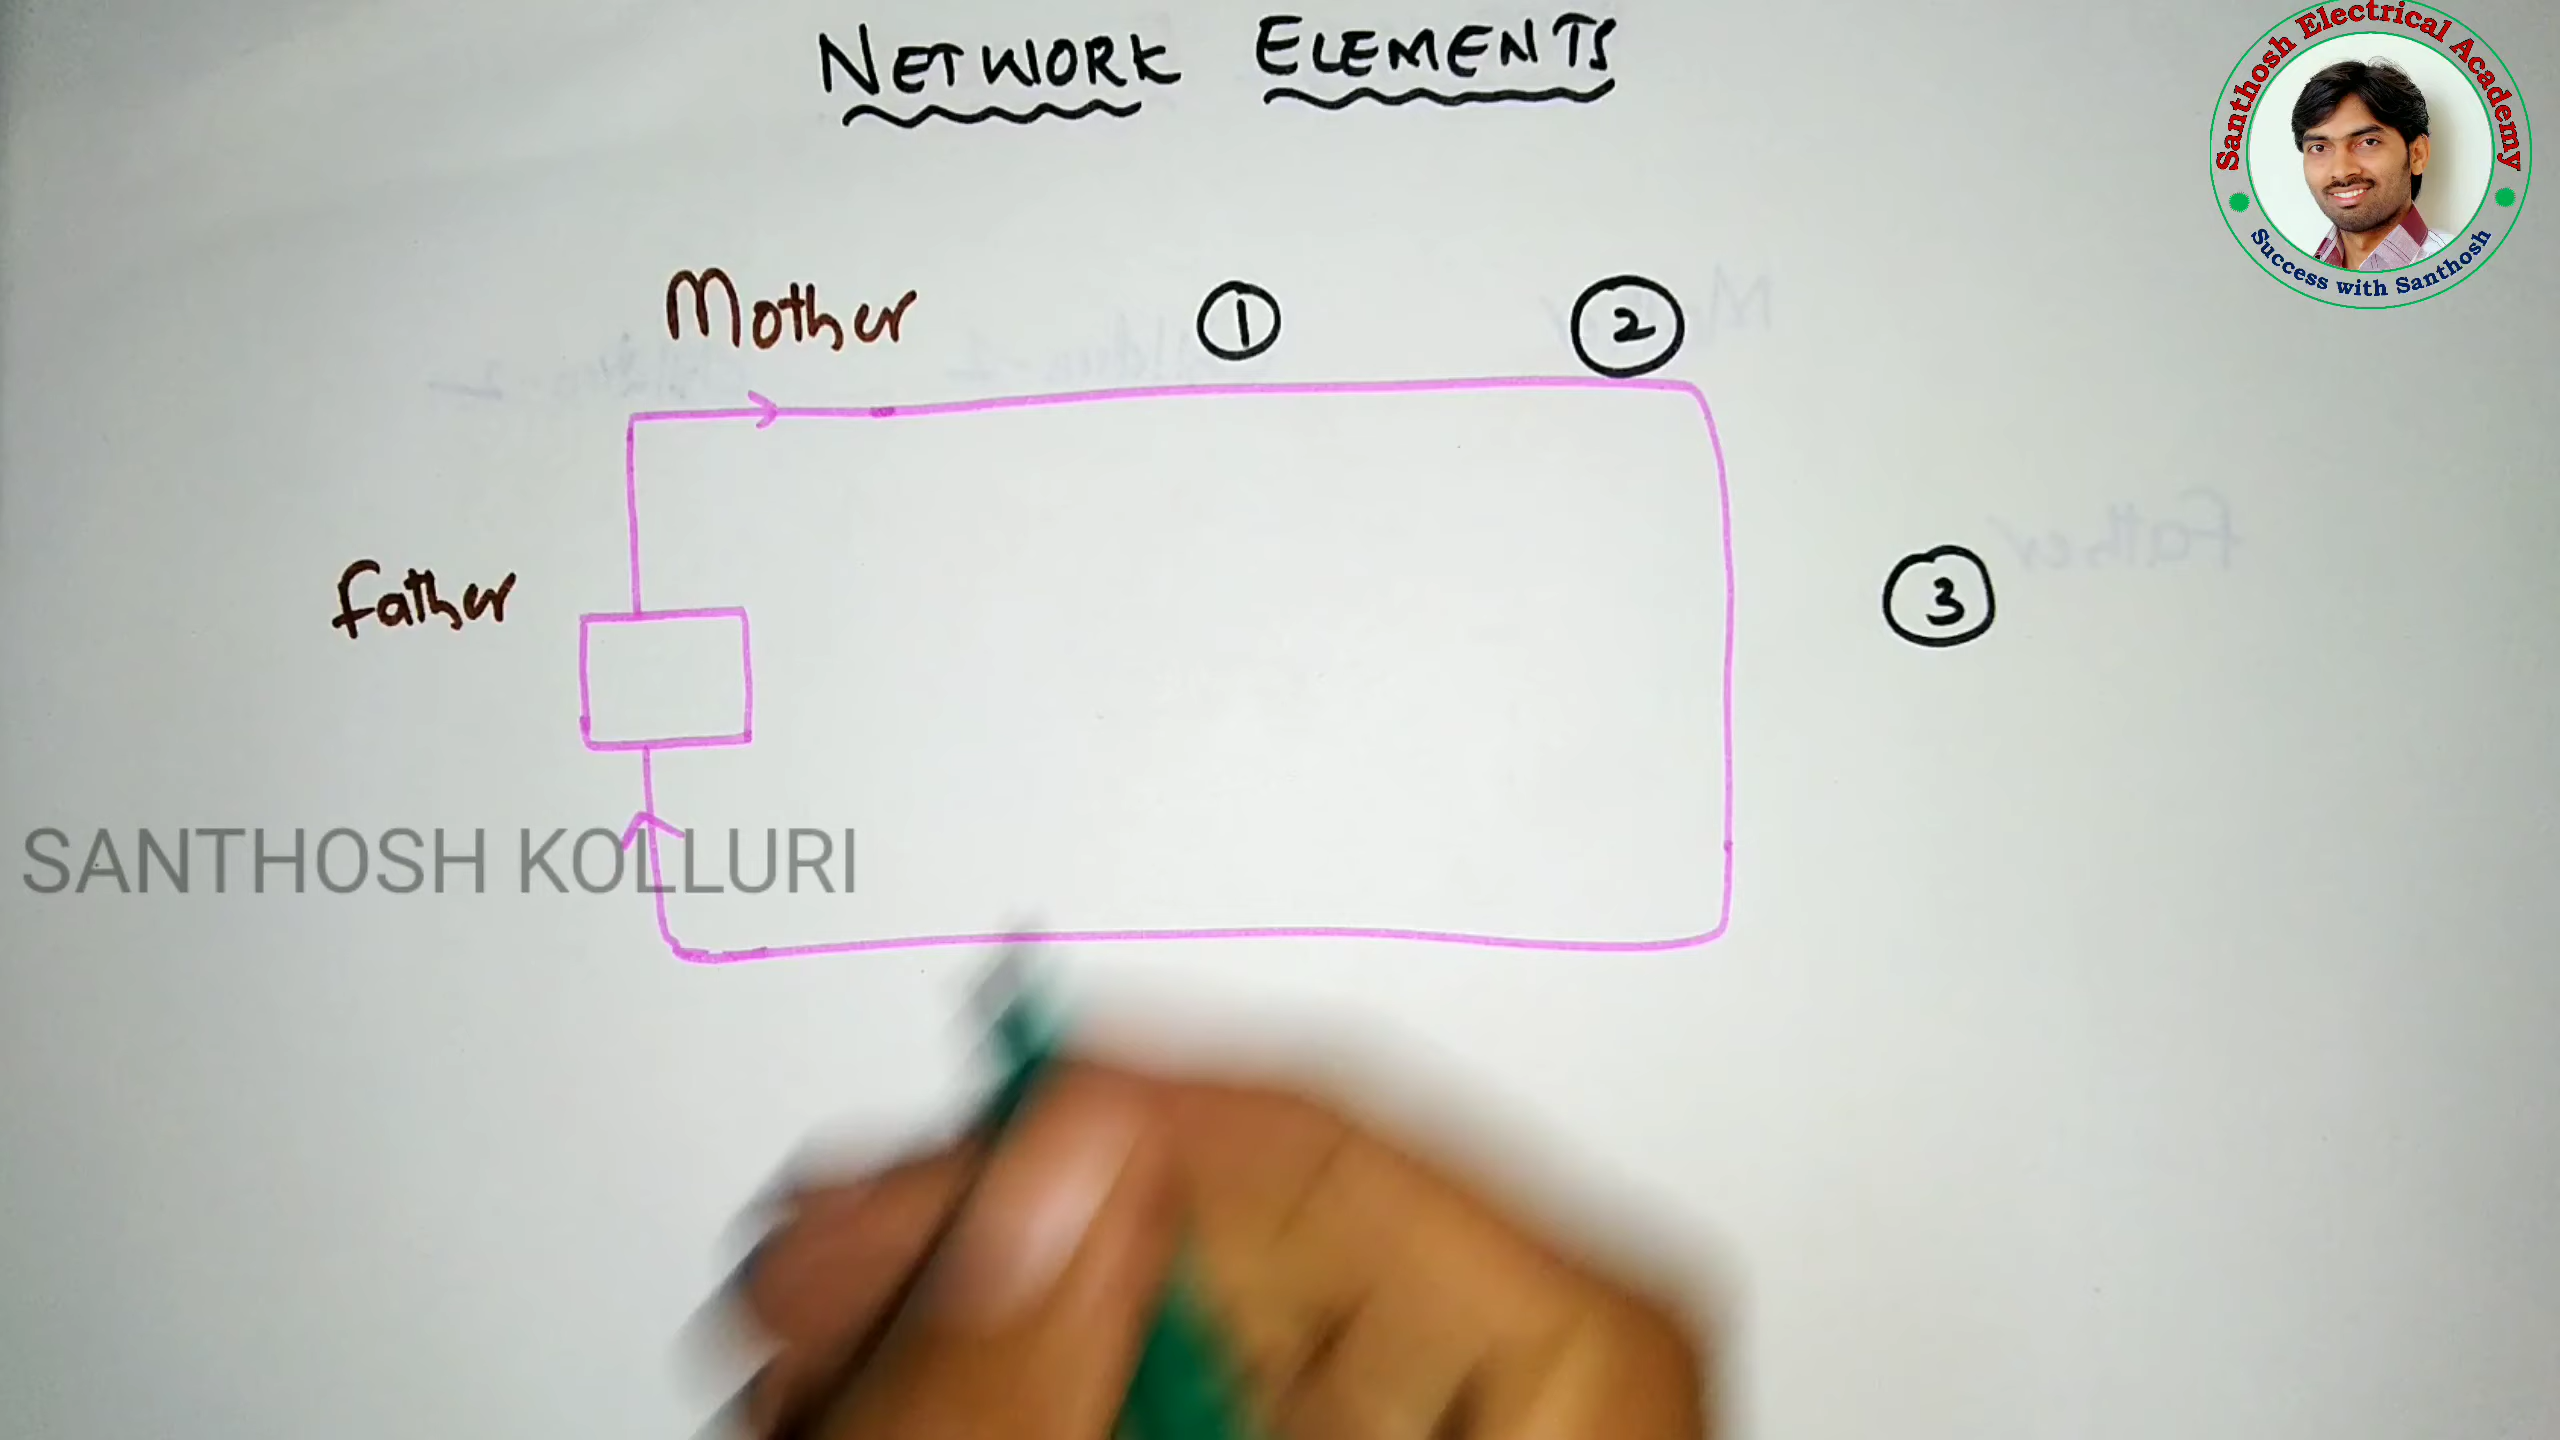 NETWORK ELEMENTS
Santhosh Electrical Academy
Success with Santhosh
Mother
1
2
Father
3
SANTHOSH KOLLURI